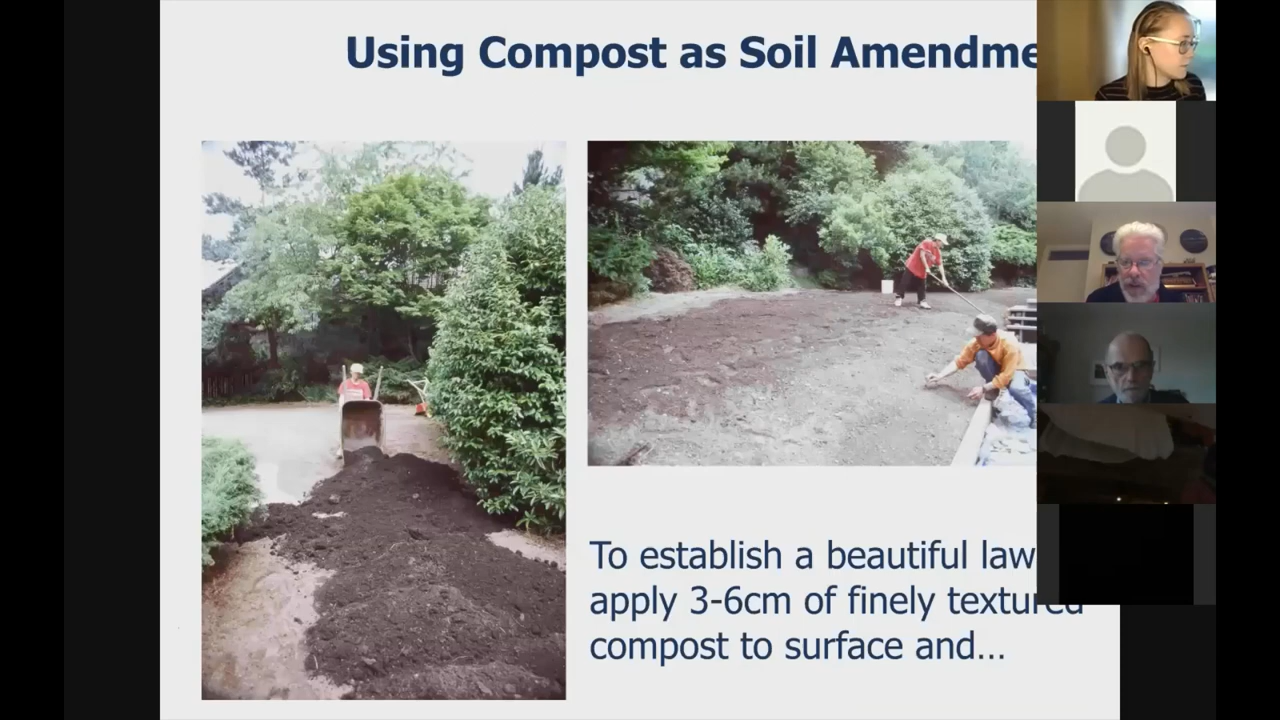 Using Compost as Soil Amendme
To establish a beautiful law
apply 3-6cm of finely textured
compost to surface and...